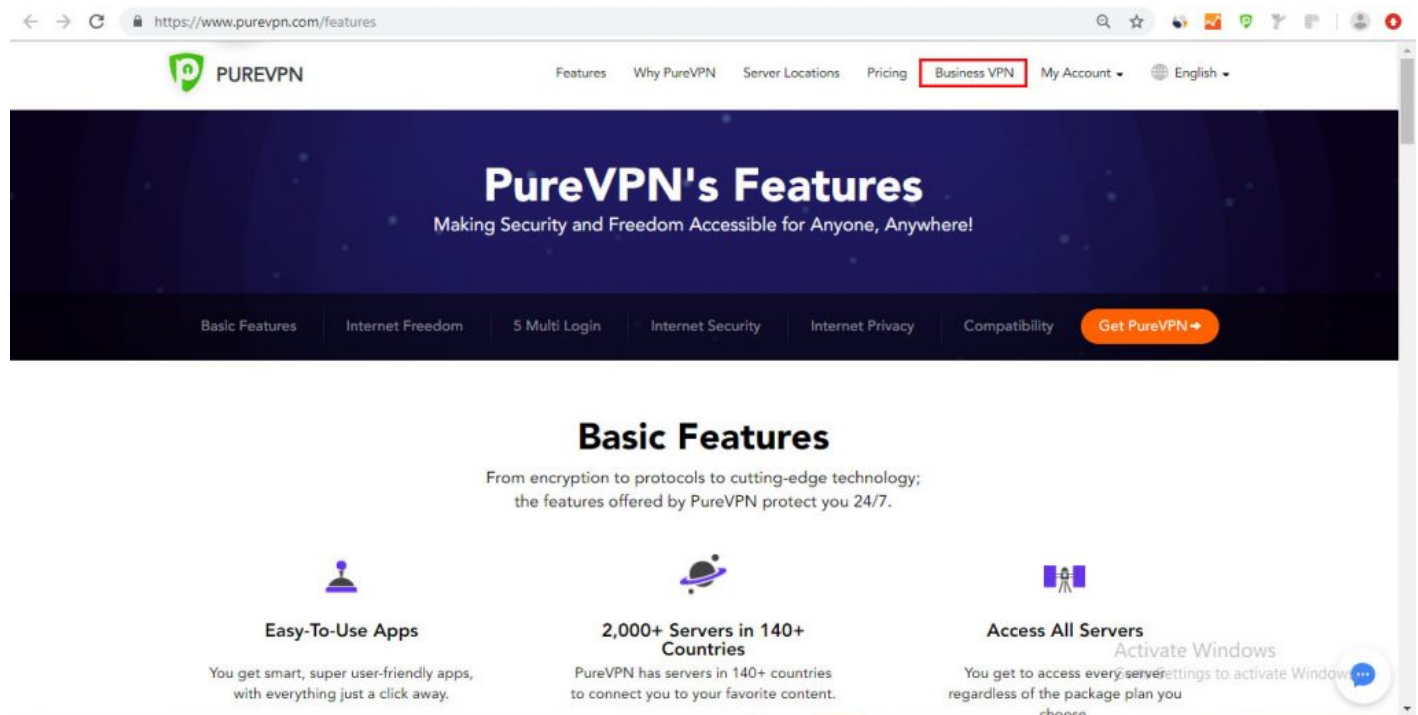 https://www.purevpn.com/features
PUREVPN
Features Why PureVPN Server Locations Pricing Business VPN My Account English
PureVPN's Features
Making Security and Freedom Accessible for Anyone, Anywhere!
Basic Features Internet Freedom 5 Multi Login Internet Security Internet Privacy Compatibility Get PureVPN
Basic Features
From encryption to protocols to cutting-edge technology;
the features offered by PureVPN protect you 24/7.
Easy-To-Use Apps
You get smart, super user-friendly apps,
with everything just a click away.
2,000+ Servers in 140+
Countries
PureVPN has servers in 140+ countries
to connect you to your favorite content.
Access All Servers
You get to access every server
regardless of the package plan you
choose
Activate Windows
Settings to activate Windows